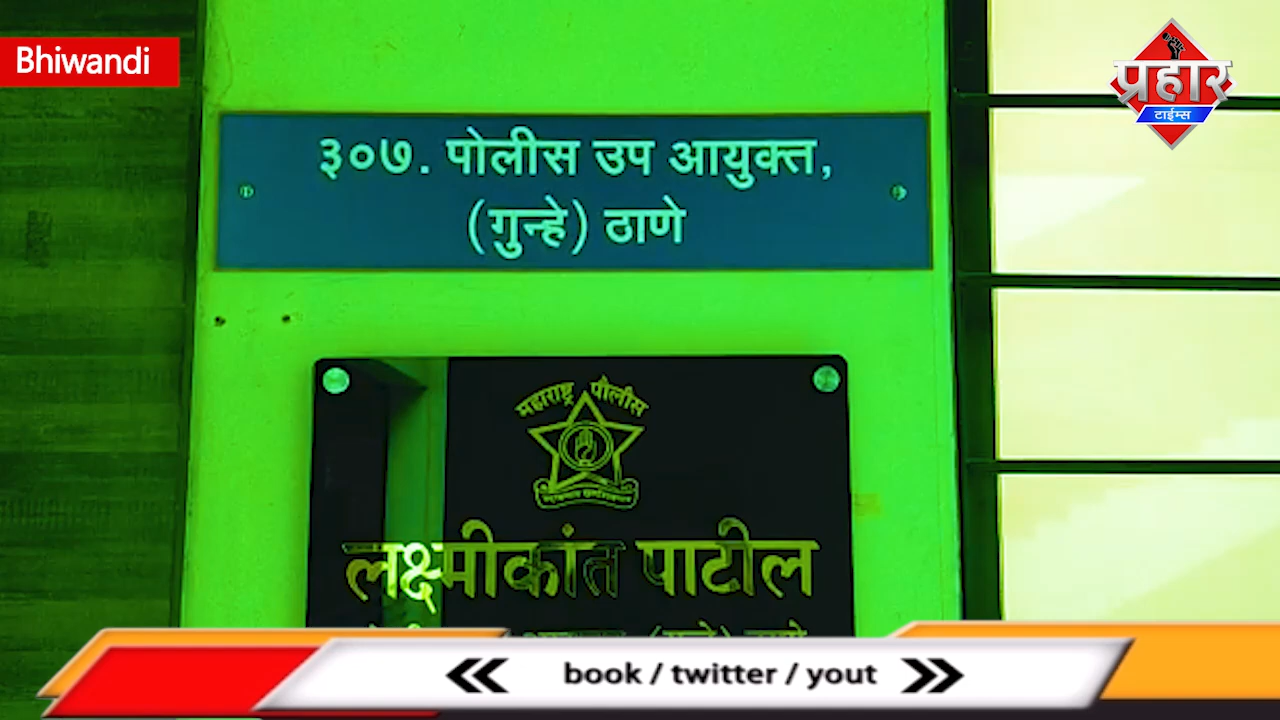 Bhiwandi
प्रहार
टाईम्स
३०७. पोलीस उप आयुक्त,
(गुन्हे) ठाणे
महाराष्ट्र पोलीस
लक्ष्मीकांत पाटील
book / twitter / yout